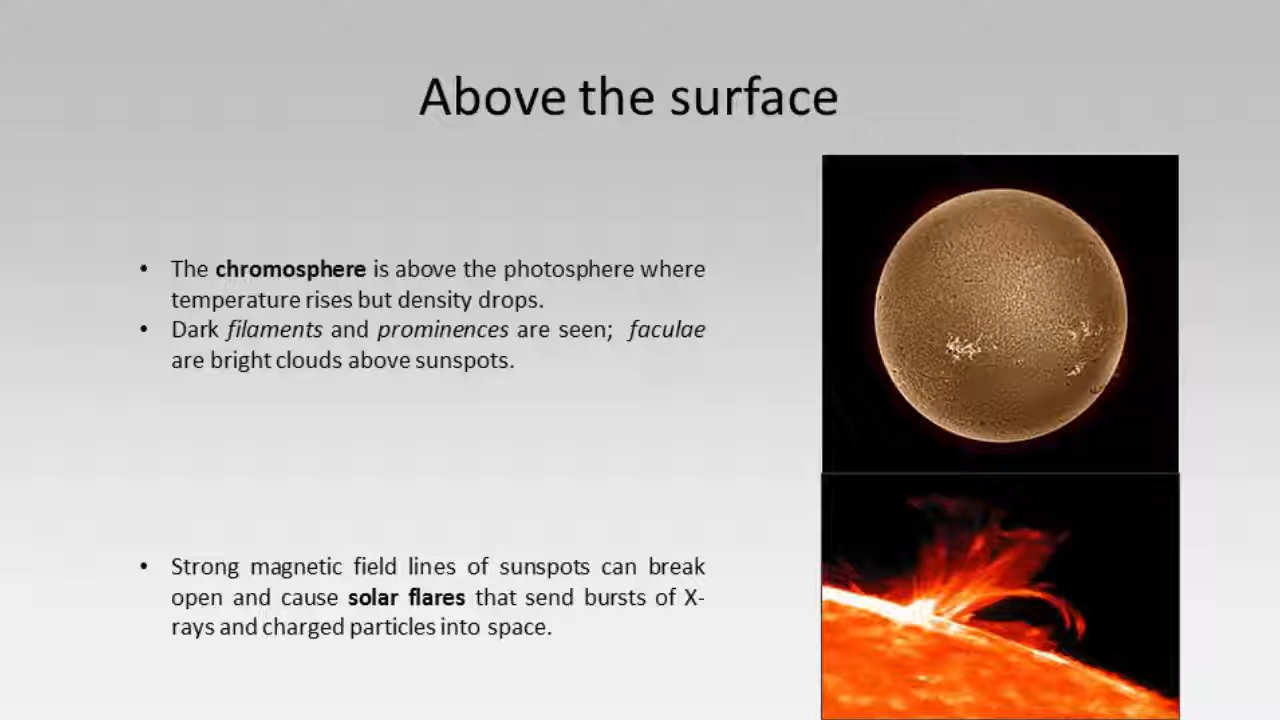 Above the surface
• The chromosphere is above the photosphere where
temperature rises but density drops.
• Dark filaments and prominences are seen; faculae
are bright clouds above sunspots.
• Strong magnetic field lines of sunspots can break
open and cause solar flares that send bursts of X-
rays and charged particles into space.